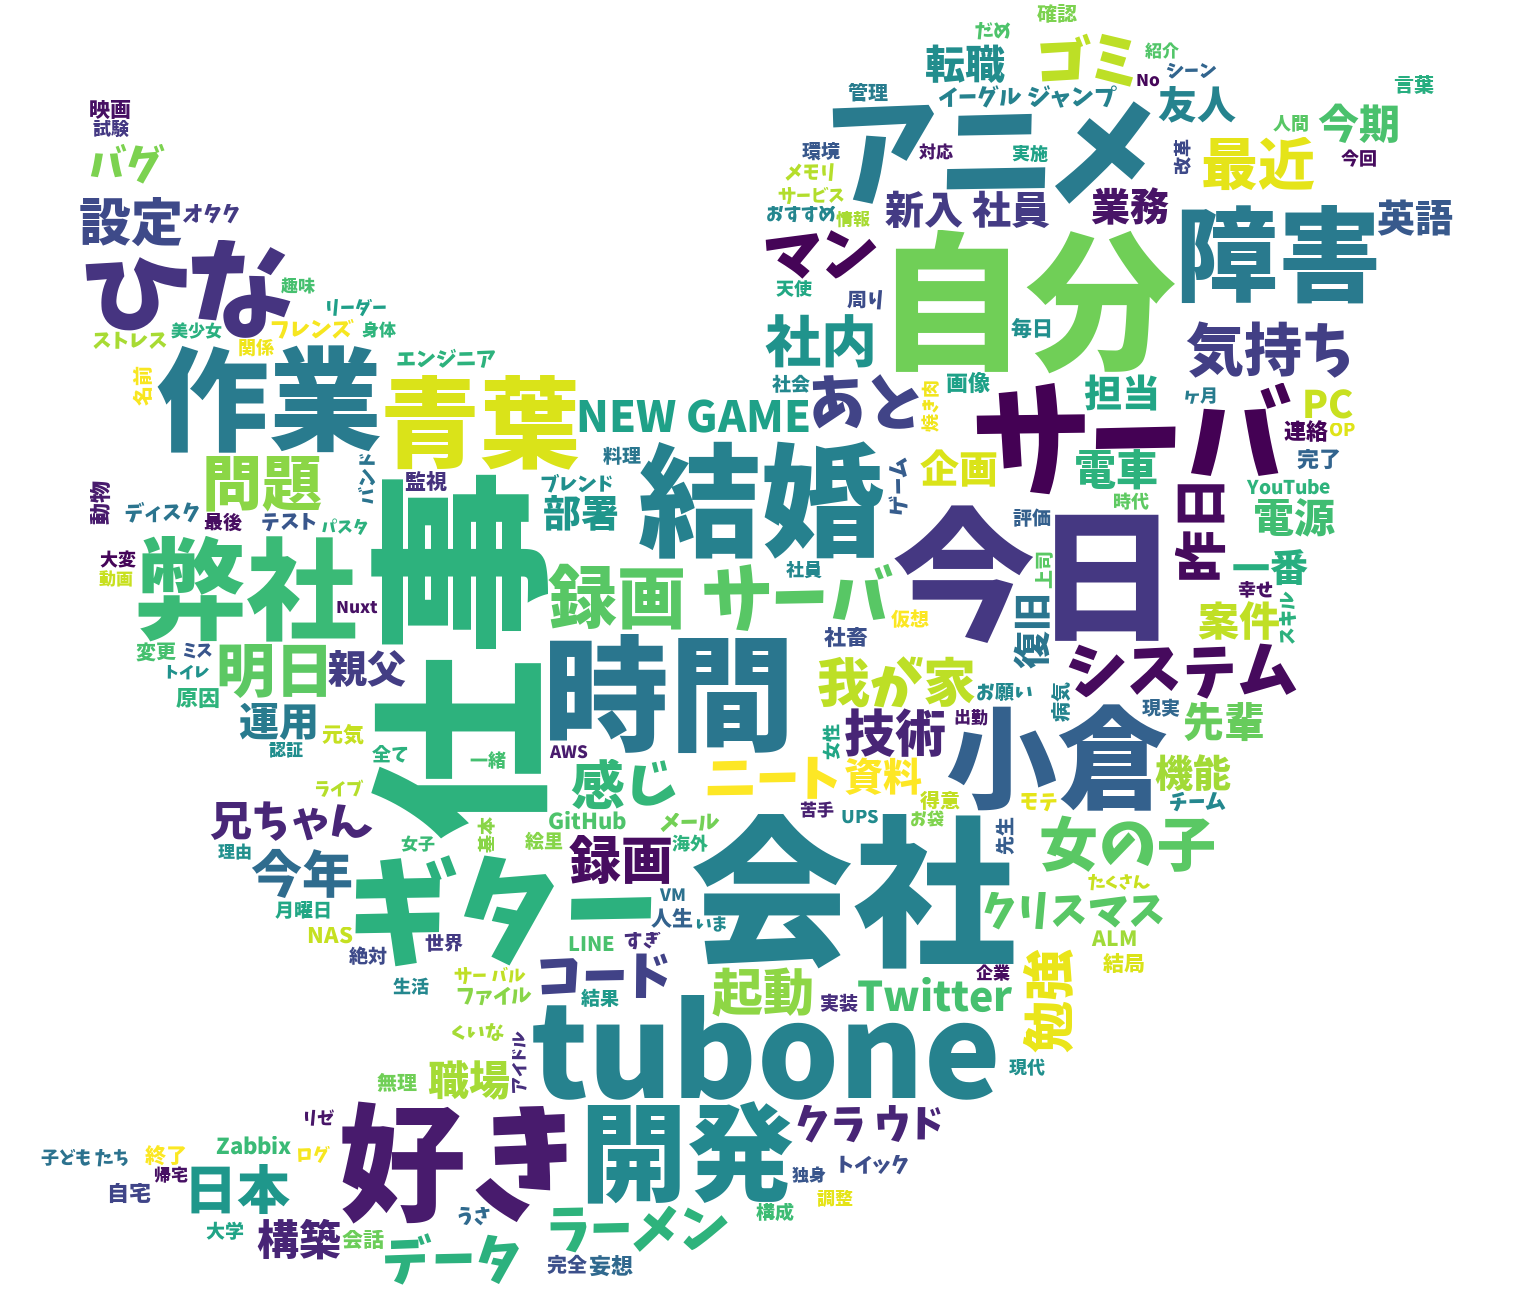 確認
だめ
転職
ゴミ
紹介
シーン
No
言葉
管理
イーグル ジャンプ
友人
映画
試験
アニメ
人間
今期
バグ
環境
対応
実施
改革
最近
今回
メモリ
サービス
設定
オタク
おすすめ
情報
新入 社員
業務
障害
英語
ひな
マン
自分
趣味
天使
周り
リーダー
ストレス
美少女
フレンズ
身体
関係
社内
毎日
気持ち
名前
作業
エンジニア
青葉
社会
あと
焼き肉
画像
担当
ヶ月
PC
NEW GAME
サーバ
連絡
OP
問題
バンド
監視
料理
結婚
ゲーム
企画
電車
完了
動物
ディスク
最後
テスト
パスタ
ブレンド
部署
時代
YouTube
電源
昨日
評価
今日
大変
動画
弊社
仕事
録画 サーバ
社員
上司
一番
幸せ
Nuxt
仮想
復旧
案件
スキル
変更
ミス
トイレ
明日
親父
時間
社畜
システム
我が家
お願い
病気
現実
原因
運用
元気
認証
全て
一緒
AWS
女性
技術
出勤
小倉
先輩
感じ
ニート
資料
機能
ライブ
得意
モテ
チーム
兄ちゃん
女子
基本
GitHub
絵里
メール
海外
苦手
UPS
お袋
先生
女の子
理由
今年
録画
会社
月曜日
ギター
VM
人生
いま
たくさん
クリスマス
NAS
絶対
世界
LINE
すぎ
ALM
結局
生活
サー バル
ファイル
コード
結果
起動
実装
企業
Twitter
勉強
くいな
tubone
アイドル
無理
職場
現代
リゼ
好き
開発
クラ ウド
子ども たち
終了
Zabbix
ログ
帰宅
自宅
日本
独身
トイック
調整
大学
構築
会話
うさ
ラーメン
構成
データ
完全
妄想